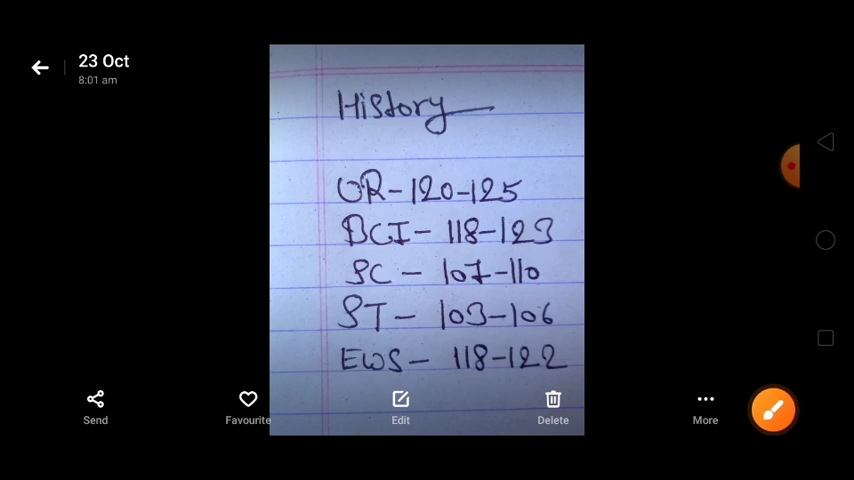 23 Oct
8:01 am
History
UR-120-125
BCI- 118-123
SC - 107-110
ST - 103-106
EWS- 118-122
Send
Favourite
Edit
Delete
More